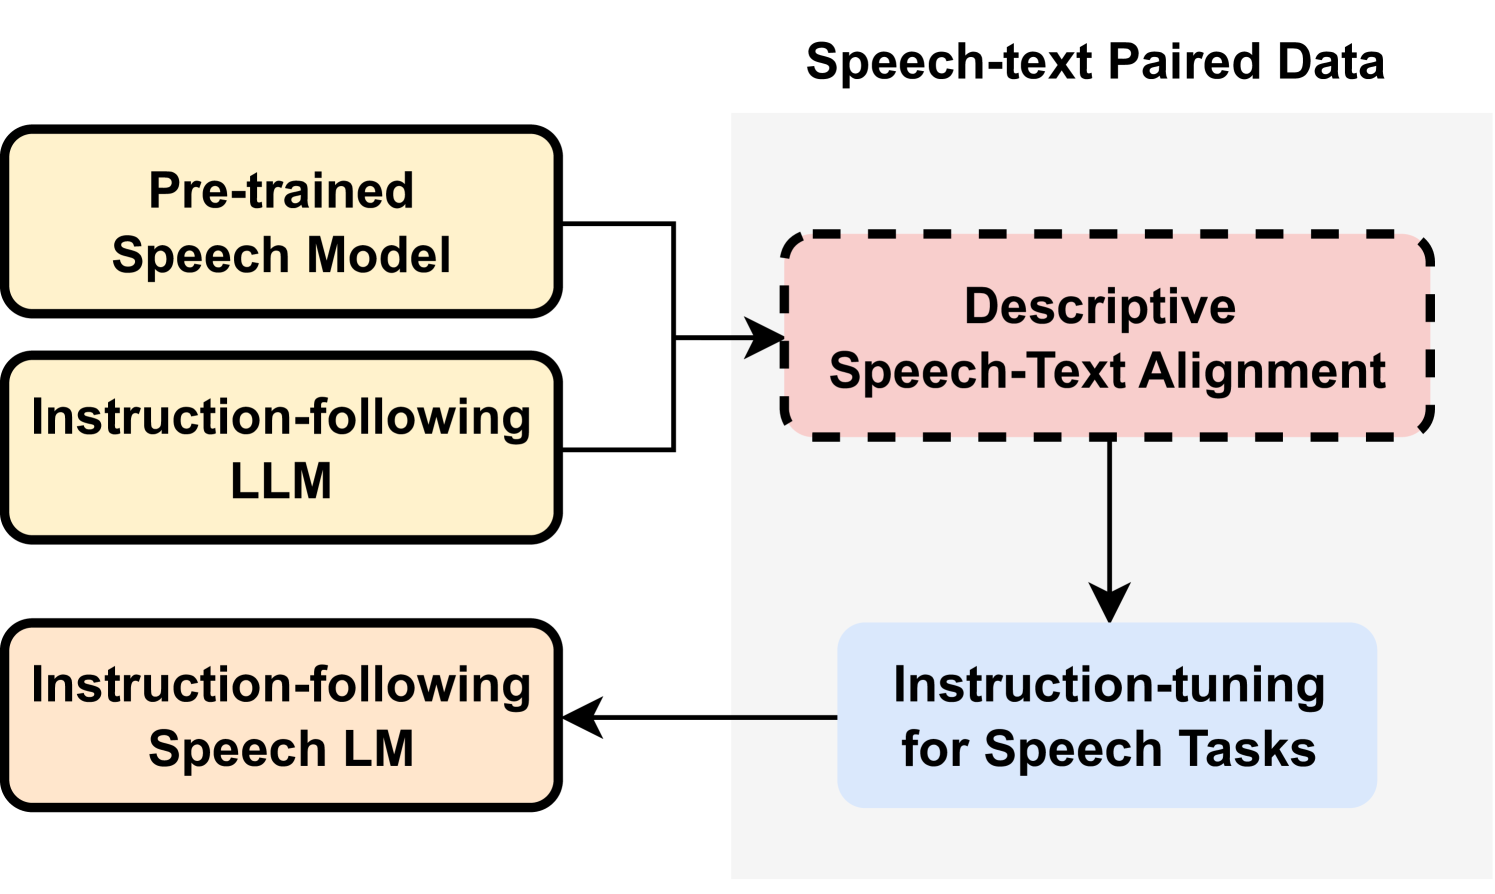 Speech-text Paired Data
Pre-trained
Speech Model
Instruction-following
LLM
Descriptive
Speech-Text Alignment
Instruction-tuning
for Speech Tasks
Instruction-following
Speech LM